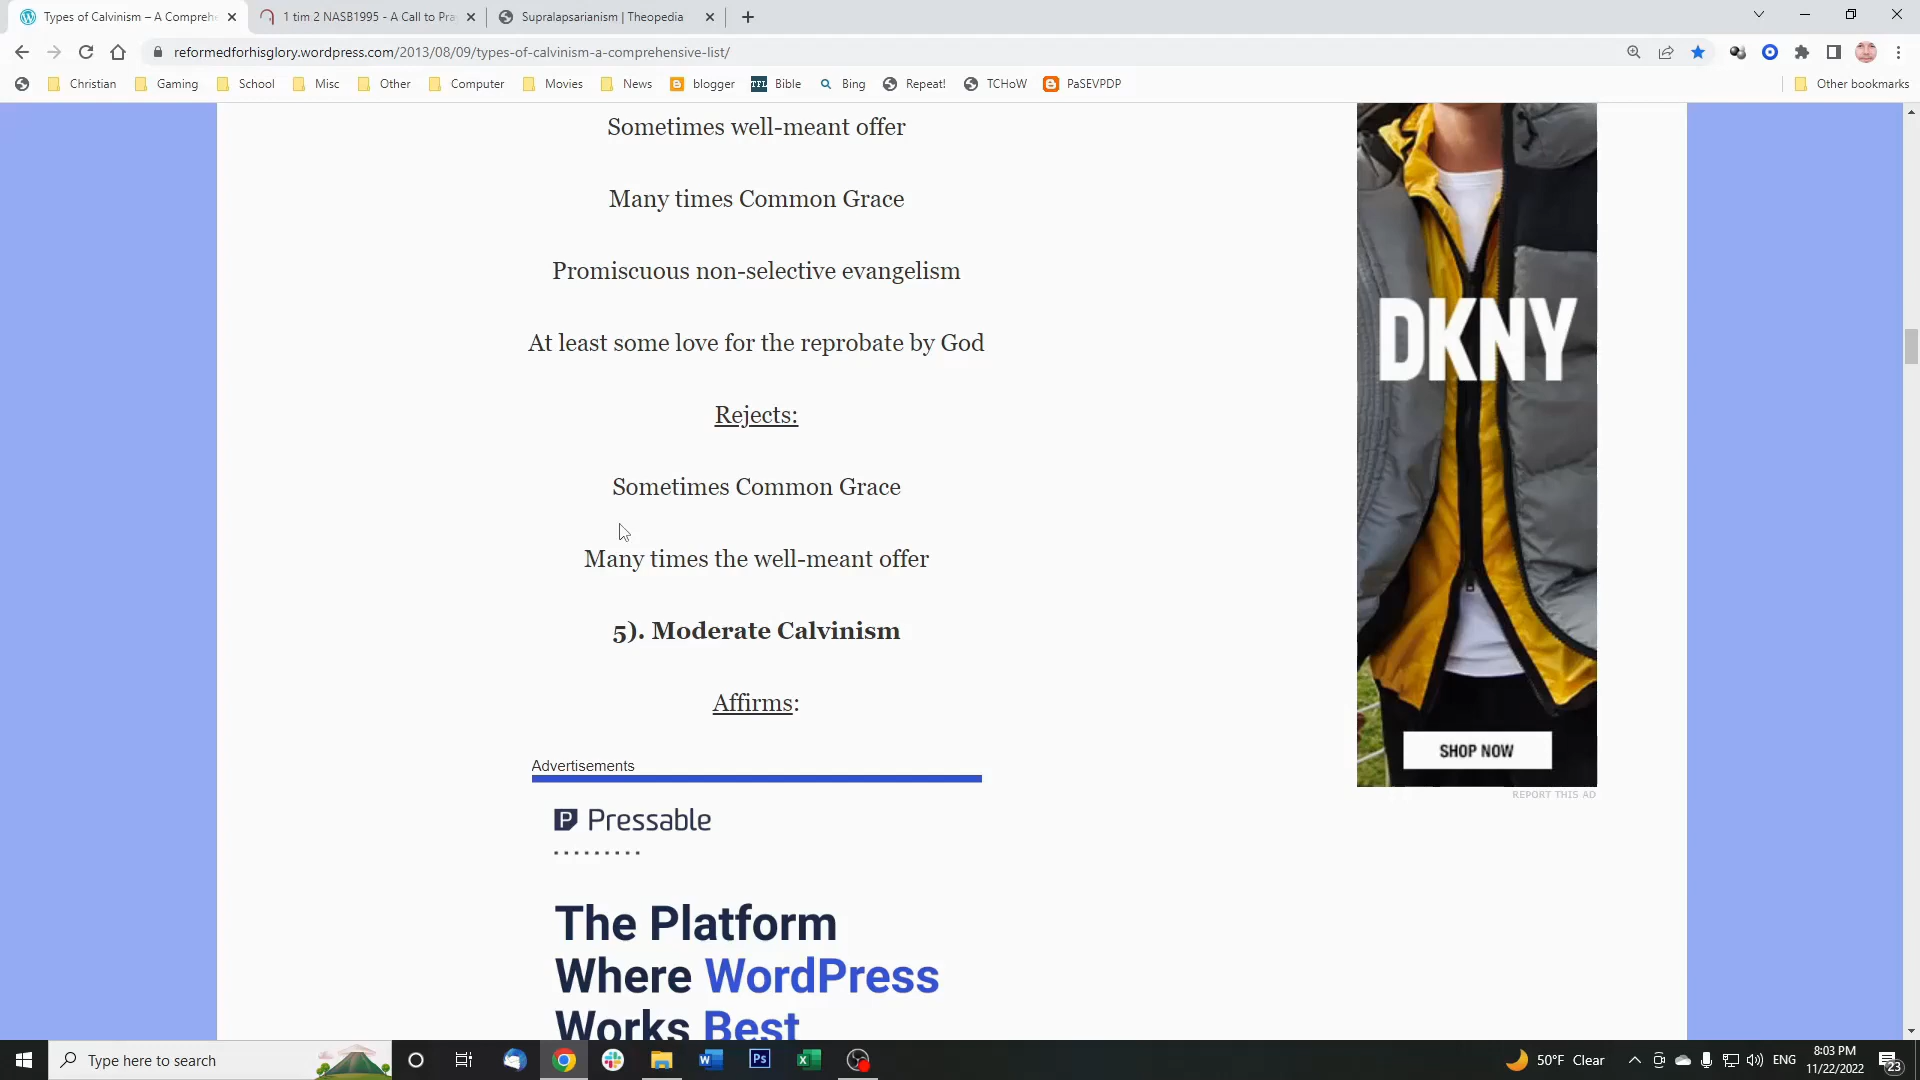 Types of Calvinism – A Comprehe
1 tim 2 NASB1995 - A Call to Pra
Supralapsarianism | Theopedia
reformedforhisglory.wordpress.com/2013/08/09/types-of-calvinism-a-comprehensive-list/
Christian
Gaming
School
Misc
Other
Computer
Movies
News
blogger
TFL
Bible
Bing
Repeat!
TCHoW
PaSEVPDP
Other bookmarks
Sometimes well-meant offer
Many times Common Grace
Promiscuous non-selective evangelism
At least some love for the reprobate by God
Rejects:
Sometimes Common Grace
Many times the well-meant offer
5). Moderate Calvinism
Affirms:
Advertisements
P Pressable
The Platform
Where WordPress
Works Best
DKNY
SHOP NOW
REPORT THIS AD
Type here to search
Ps
50°F Clear
ENG
8:03 PM
11/22/2022
23